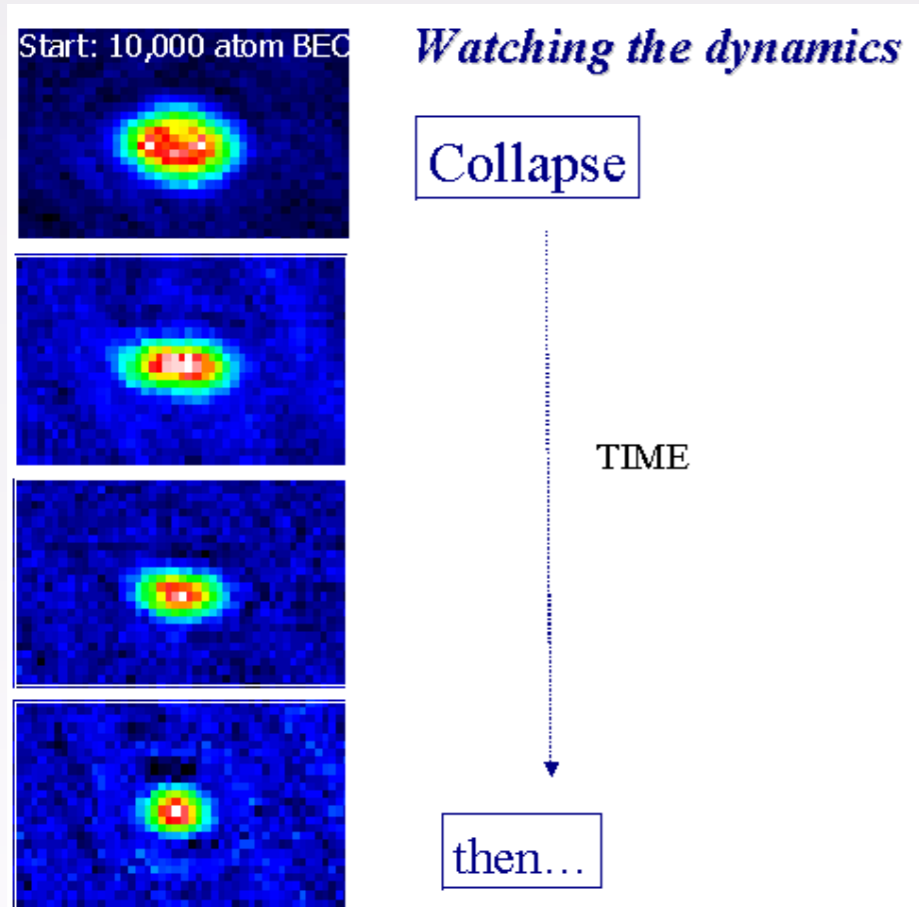 Start: 10,000 atom BEC
Watching the dynamics
Collapse
TIME
then...